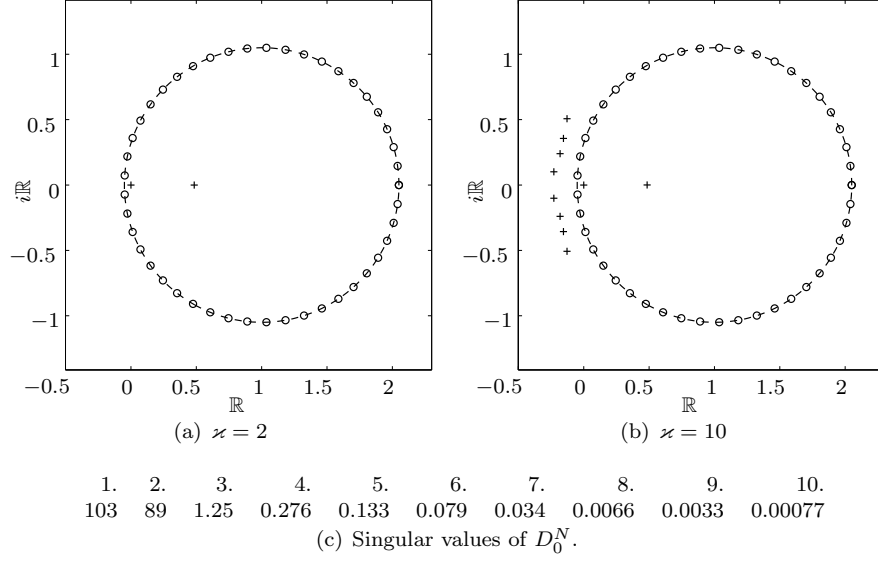 1
0.5
0
−0.5
−1
iℝ
−0.5 0 0.5 1 1.5 2
ℝ
(a) ϰ = 2
1
0.5
0
−0.5
−1
iℝ
−0.5 0 0.5 1 1.5 2
ℝ
(b) ϰ = 10
1. 2. 3. 4. 5. 6. 7. 8. 9. 10.
103 89 1.25 0.276 0.133 0.079 0.034 0.0066 0.0033 0.00077
(c) Singular values of D₀ᴺ.